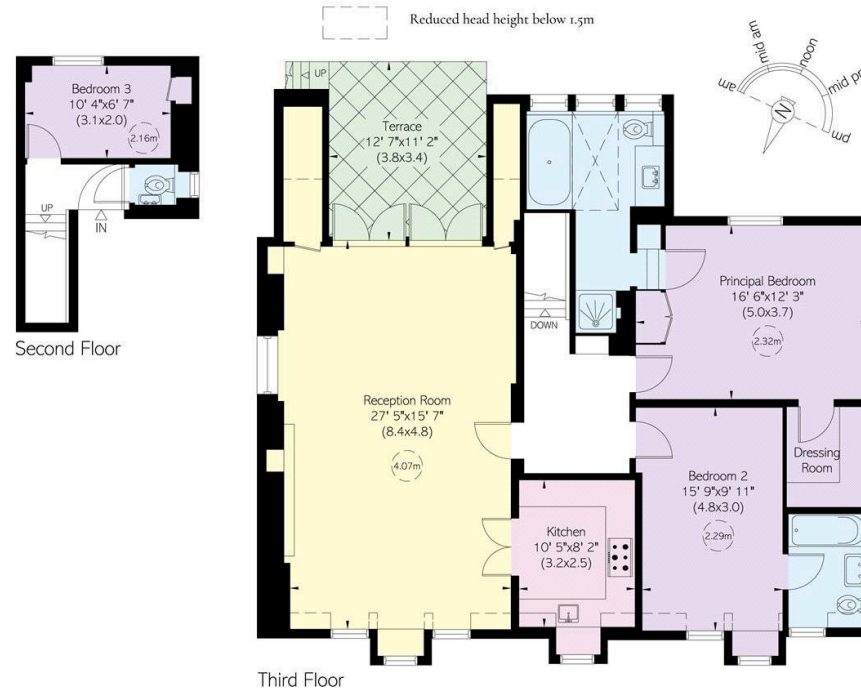 Reduced head height below 1.5m
am
mid am
noon
mid pm
pm
N
Bedroom 3
10' 4"x6' 7"
(3.1x2.0)
2.16m
UP
IN
Second Floor
UP
Terrace
12' 7"x11' 2"
(3.8x3.4)
DOWN
Principal Bedroom
16' 6"x12' 3"
(5.0x3.7)
2.32m
Reception Room
27' 5"x15' 7"
(8.4x4.8)
4.07m
Dressing
Room
Bedroom 2
15' 9"x9' 11"
(4.8x3.0)
2.29m
Kitchen
10' 5"x8' 2"
(3.2x2.5)
Third Floor